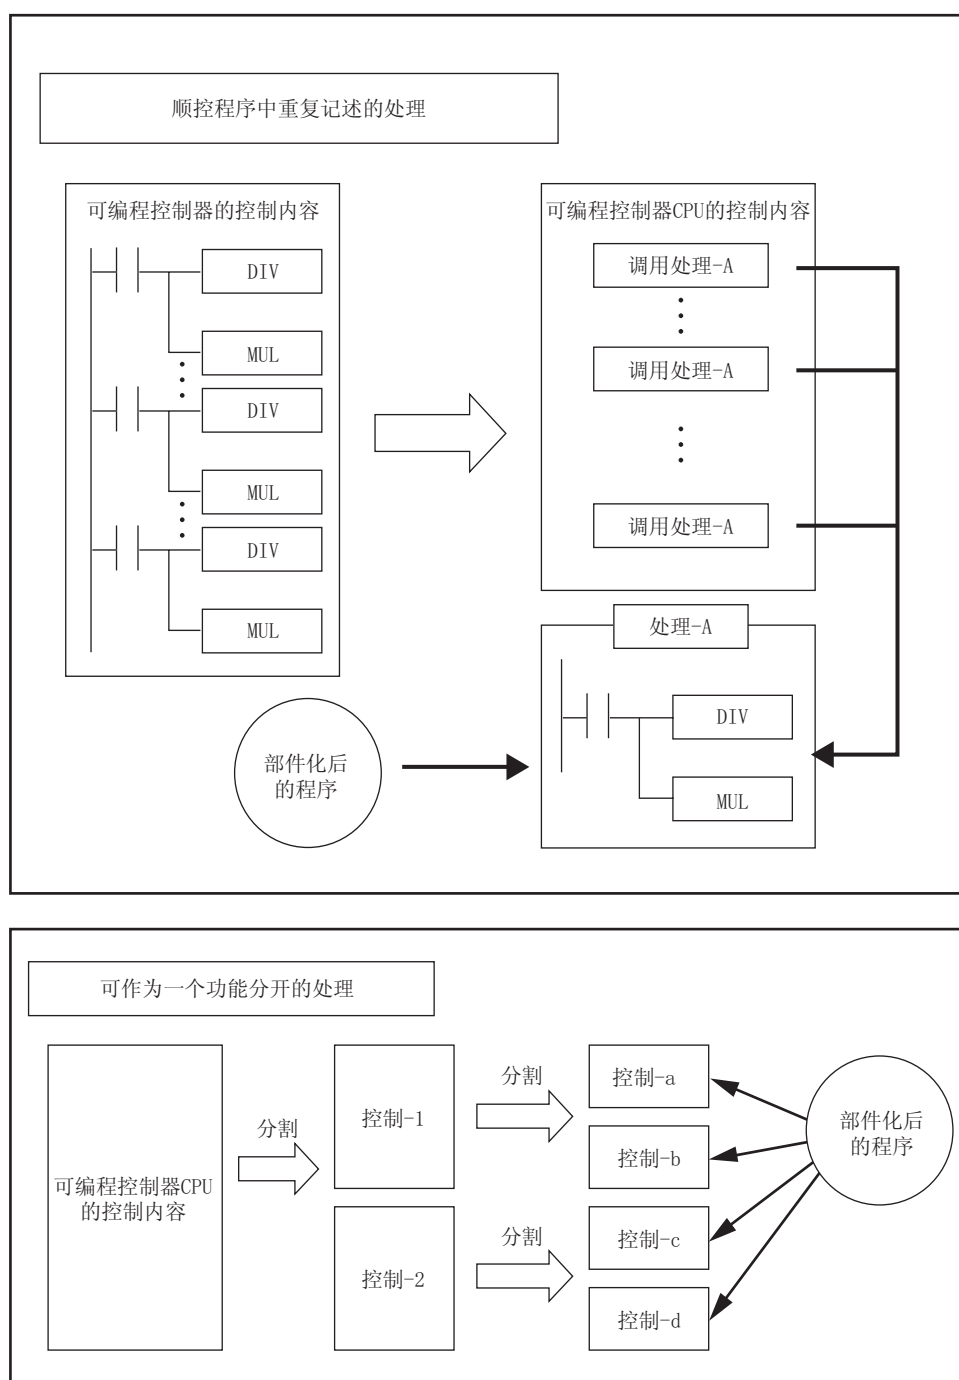 顺控程序中重复记述的处理
可编程控制器的控制内容
DIV
MUL
DIV
MUL
DIV
MUL
可编程控制器CPU的控制内容
调用处理-A
调用处理-A
调用处理-A
处理-A
DIV
MUL
部件化后
的程序
可作为一个功能分开的处理
可编程控制器CPU
的控制内容
分割
控制-1
控制-2
分割
分割
控制-a
控制-b
控制-c
控制-d
部件化后
的程序